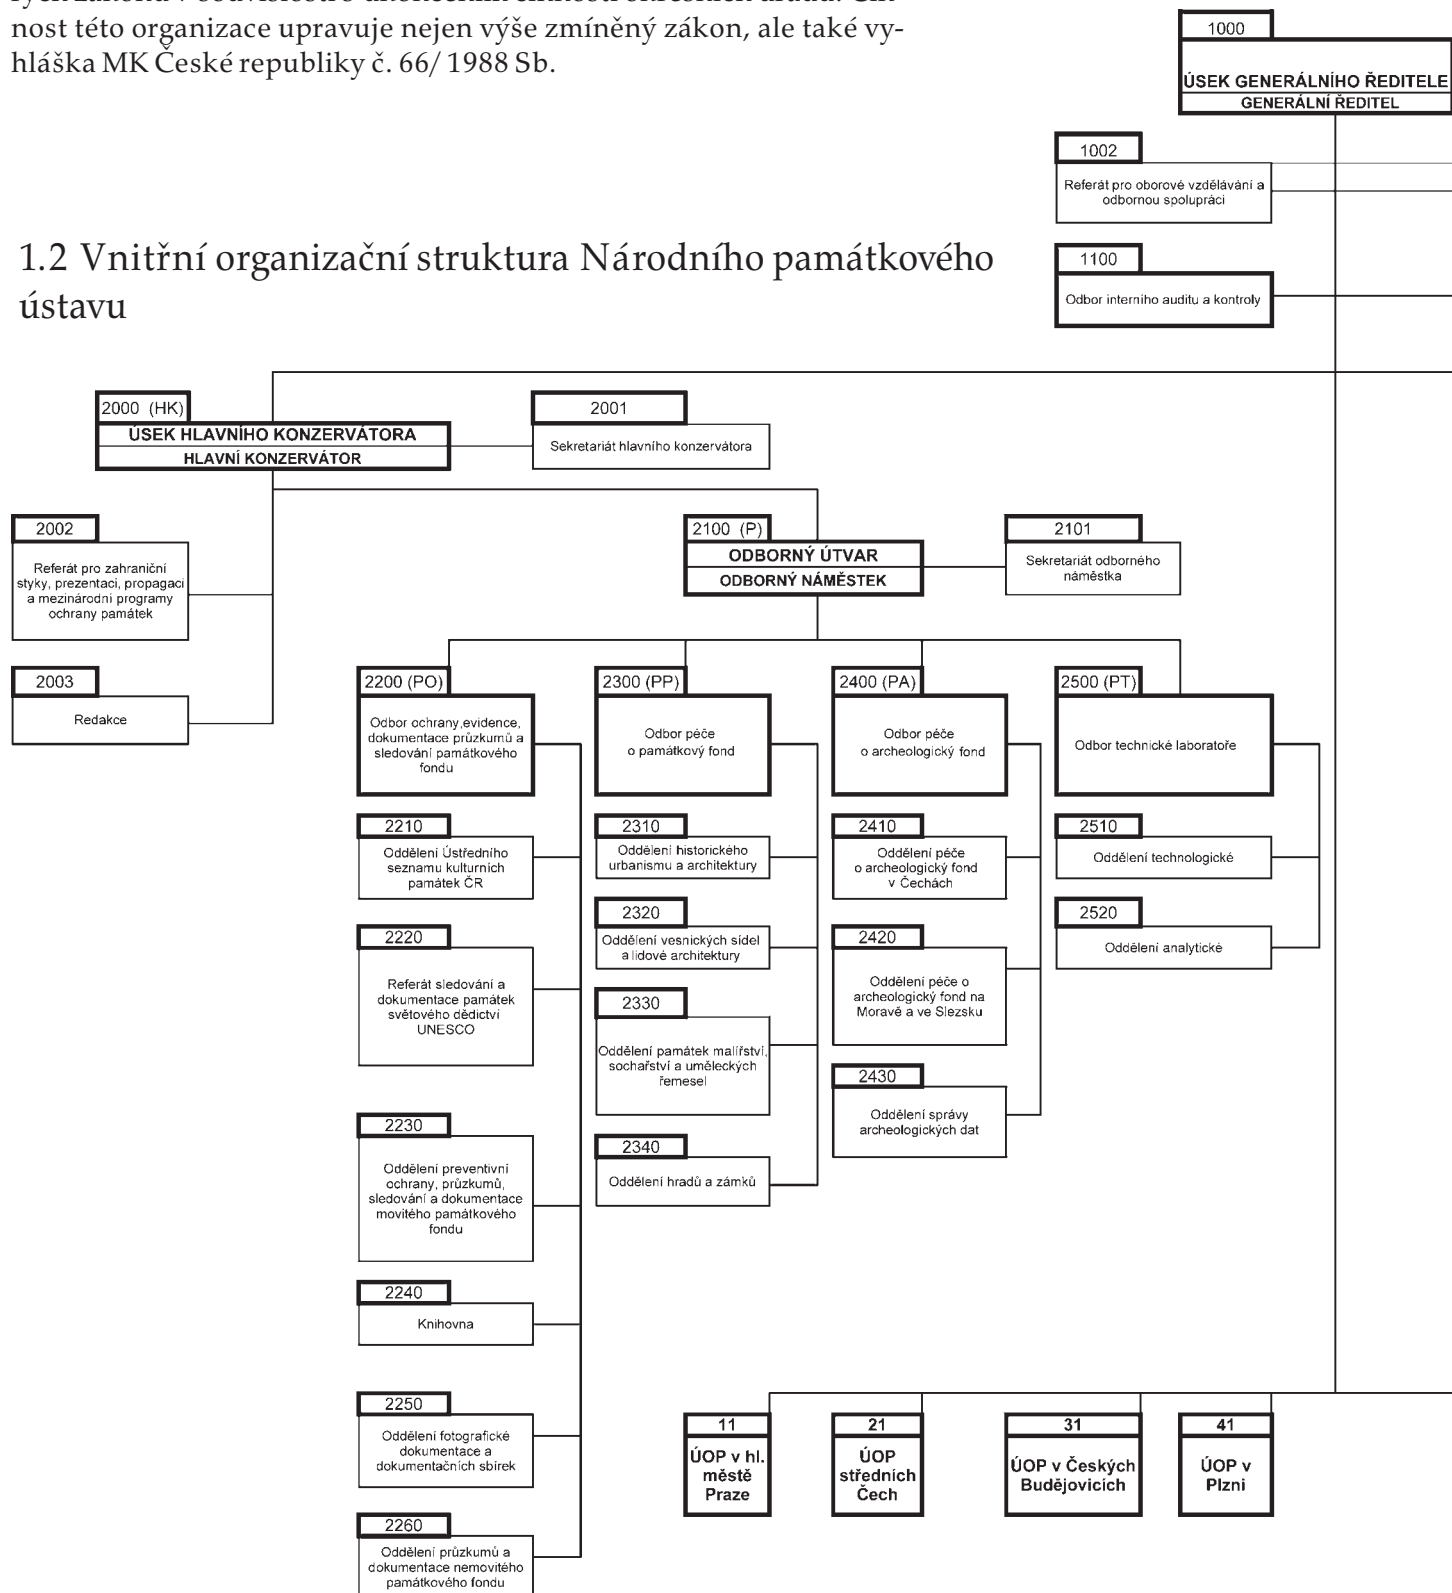 nost této organizace upravuje nejen výše zmíněný zákon, ale také vy-
hláška MK České republiky č. 66/ 1988 Sb.
1000
ÚSEK GENERÁLNÍHO ŘEDITELE
GENERÁLNÍ ŘEDITEL
1002
Referát pro oborové vzdělávání a
odbornou spolupráci
1.2 Vnitřní organizační struktura Národního památkového
ústavu
1100
Odbor interního auditu a kontroly
2000 (HK)
ÚSEK HLAVNÍHO KONZERVÁTORA
HLAVNÍ KONZERVÁTOR
2001
Sekretariát hlavního konzervátora
2002
Referát pro zahraniční
styky, prezentaci, propagaci
a mezinárodní programy
ochrany památek
2100 (P)
ODBORNÝ ÚTVAR
ODBORNÝ NÁMĚSTEK
2101
Sekretariát odborného
náměstka
2003
Redakce
2200 (PO)
Odbor ochrany,evidence,
dokumentace průzkumů a
sledování památkového
fondu
2300 (PP)
Odbor péče
o památkový fond
2400 (PA)
Odbor péče
o archeologický fond
2500 (PT)
Odbor technické laboratoře
2210
Oddělení Ústředního
seznamu kulturních
památek ČR
2310
Oddělení historického
urbanismu a architektury
2410
Oddělení péče
o archeologický fond
v Čechách
2510
Oddělení technologické
2220
Referát sledování a
dokumentace památek
světového dědictví
UNESCO
2320
Oddělení vesnických sídel
a lidové architektury
2420
Oddělení péče o
archeologický fond na
Moravě a ve Slezsku
2520
Oddělení analytické
2330
Oddělení památek malířství,
sochařství a uměleckých
řemesel
2430
Oddělení správy
archeologických dat
2230
Oddělení preventivní
ochrany, průzkumů,
sledování a dokumentace
movitého památkového
fondu
2340
Oddělení hradů a zámků
2240
Knihovna
2250
Oddělení fotografické
dokumentace a
dokumentačních sbírek
2260
Oddělení průzkumů a
dokumentace nemovitého
památkového fondu
11
ÚOP v hl.
městě
Praze
21
ÚOP
středních
Čech
31
ÚOP v Českých
Budějovicích
41
ÚOP v
Plzni